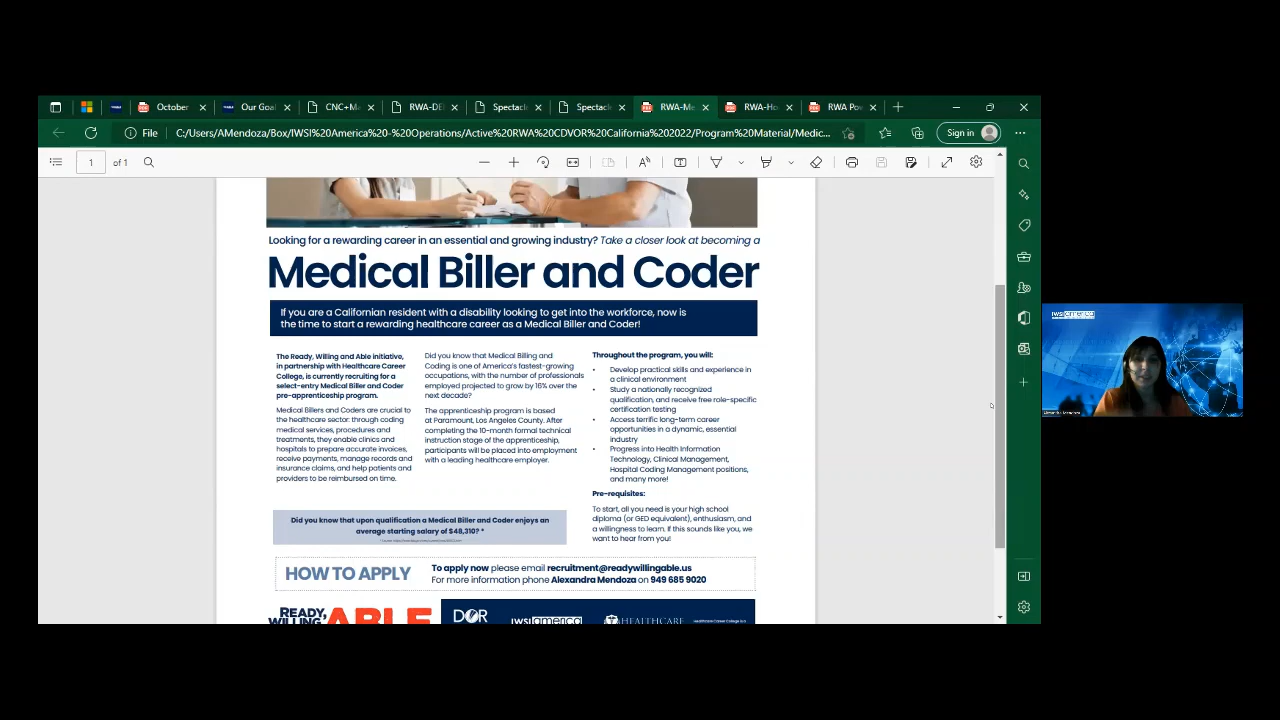 October
Our Goa
CNC+Ma
RWA-DE
Spectacl
Spectacl
RWA-Me
RWA-Ho
RWA Pov
File
C:/Users/AMendoza/Box/IWSI%20America%20-%20Operations/Active%20RWA%20CDVOR%20California%202022/Program%20Material/Medic...
Sign in
1 of 1
Looking for a rewarding career in an essential and growing industry? Take a closer look at becoming a
Medical Biller and Coder
If you are a Californian resident with a disability looking to get into the workforce, now is
the time to start a rewarding healthcare career as a Medical Biller and Coder!
The Ready, Willing and Able initiative,
in partnership with Healthcare Career
College, is currently recruiting for a
select-entry Medical Biller and Coder
pre-apprenticeship program.
Medical Billers and Coders are crucial to
the healthcare sector: through coding
medical services, procedures and
treatments, they enable clinics and
hospitals to prepare accurate invoices,
receive payments, manage records and
insurance claims, and help patients and
providers to be reimbursed on time.
Did you know that Medical Billing and
Coding is one of America's fastest-growing
occupations, with the number of professionals
employed projected to grow by 16% over the
next decade?
The apprenticeship program is based
at Paramount, Los Angeles County. After
completing the 10-month formal technical
instruction stage of the apprenticeship,
participants will be placed into employment
with a leading healthcare employer.
Throughout the program, you will:
• Develop practical skills and experience in
a clinical environment
• Study a nationally recognized
qualification, and receive free role-specific
certification testing
• Access terrific long-term career
opportunities in a dynamic, essential
industry
• Progress into Health Information
Technology, Clinical Management,
Hospital Coding Management positions,
and many more!
Pre-requisites:
To start, all you need is your high school
diploma (or GED equivalent), enthusiasm, and
a willingness to learn. If this sounds like you, we
want to hear from you!
Did you know that upon qualification a Medical Biller and Coder enjoys an
average starting salary of $48,310? *
HOW TO APPLY
To apply now please email recruitment@readywillingable.us
For more information phone Alexandra Mendoza on 949 685 9020
READY,
WILLING
ABLE
DOR
IWSI america
HEALTHCARE
IWSI america
Alexandra Mendoza